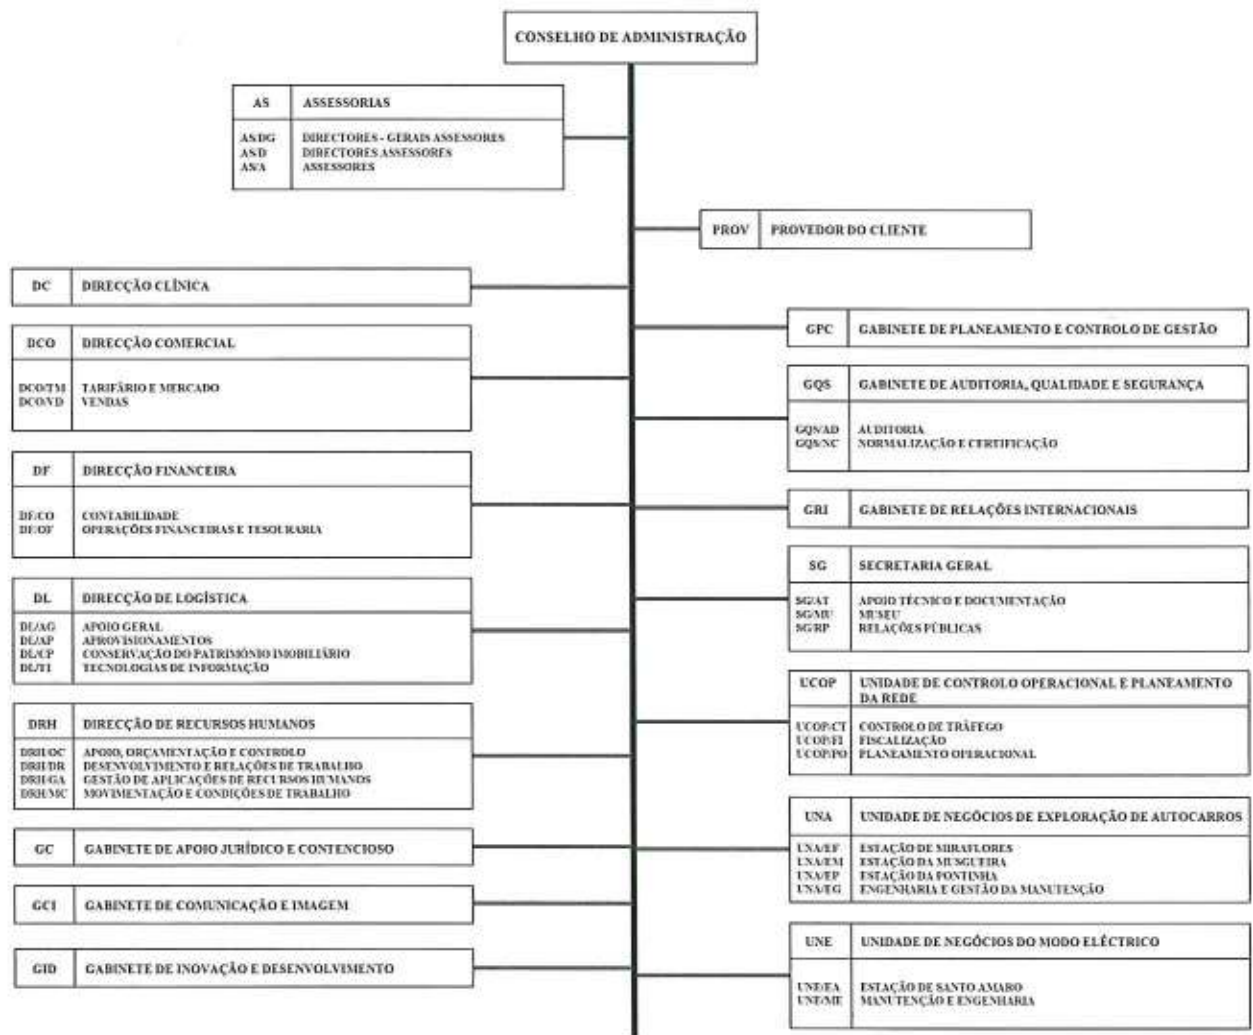 CONSELHO DE ADMINISTRAÇÃO
AS ASSESSORIAS
AS/DG DIRECTORES - GERAIS ASSESSORES
AS/D DIRECTORES ASSESSORES
AS/A ASSESSORES
PROV PROVEDOR DO CLIENTE
DC DIRECÇÃO CLÍNICA
DCO DIRECÇÃO COMERCIAL
DCO/TM TARIFÁRIO E MERCADO
DCO/VD VENDAS
DF DIRECÇÃO FINANCEIRA
DF/CO CONTABILIDADE
DF/OF OPERAÇÕES FINANCEIRAS E TESOURARIA
DL DIRECÇÃO DE LOGÍSTICA
DL/AG APOIO GERAL
DL/AP APROVISIONAMENTOS
DL/CP CONSERVAÇÃO DO PATRIMÓNIO IMOBILIÁRIO
DL/TI TECNOLOGIAS DE INFORMAÇÃO
DRH DIRECÇÃO DE RECURSOS HUMANOS
DRH/OC APOIO, ORÇAMENTAÇÃO E CONTROLO
DRH/DR DESENVOLVIMENTO E RELAÇÕES DE TRABALHO
DRH/GA GESTÃO DE APLICAÇÕES DE RECURSOS HUMANOS
DRH/MC MOVIMENTAÇÃO E CONDIÇÕES DE TRABALHO
GC GABINETE DE APOIO JURÍDICO E CONTENCIOSO
GCI GABINETE DE COMUNICAÇÃO E IMAGEM
GID GABINETE DE INOVAÇÃO E DESENVOLVIMENTO
GPC GABINETE DE PLANEAMENTO E CONTROLO DE GESTÃO
GQS GABINETE DE AUDITORIA, QUALIDADE E SEGURANÇA
GQS/AD AUDITORIA
GQS/NC NORMALIZAÇÃO E CERTIFICAÇÃO
GRI GABINETE DE RELAÇÕES INTERNACIONAIS
SG SECRETARIA GERAL
SG/AT APOIO TÉCNICO E DOCUMENTAÇÃO
SG/MU MUSEU
SG/RP RELAÇÕES PÚBLICAS
UCOP UNIDADE DE CONTROLO OPERACIONAL E PLANEAMENTO
DA REDE
UCOP/CT CONTROLO DE TRÁFEGO
UCOP/FI FISCALIZAÇÃO
UCOP/PO PLANEAMENTO OPERACIONAL
UNA UNIDADE DE NEGÓCIOS DE EXPLORAÇÃO DE AUTOCARROS
UNA/EF ESTAÇÃO DE MIRAFLORES
UNA/EM ESTAÇÃO DA MUSGUEIRA
UNA/EP ESTAÇÃO DA PONTINHA
UNA/EG ENGENHARIA E GESTÃO DA MANUTENÇÃO
UNE UNIDADE DE NEGÓCIOS DO MODO ELÉCTRICO
UNE/EA ESTAÇÃO DE SANTO AMARO
UNE/ME MANUTENÇÃO E ENGENHARIA